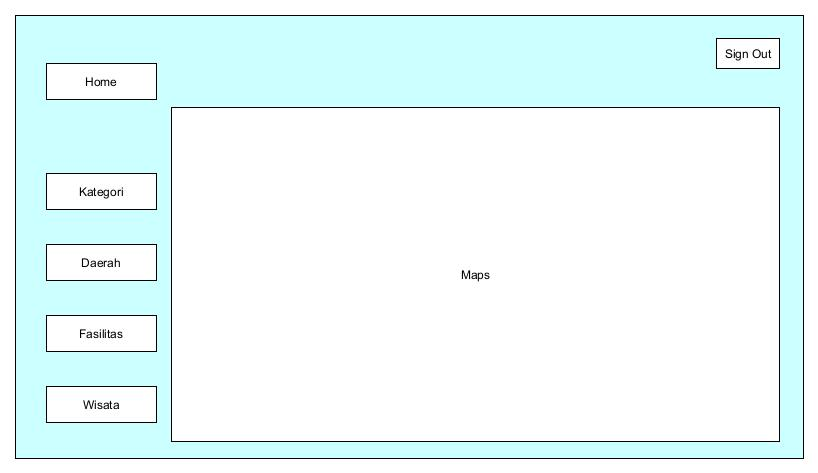 Sign Out
Home
Kategori
Daerah
Maps
Fasilitas
Wisata